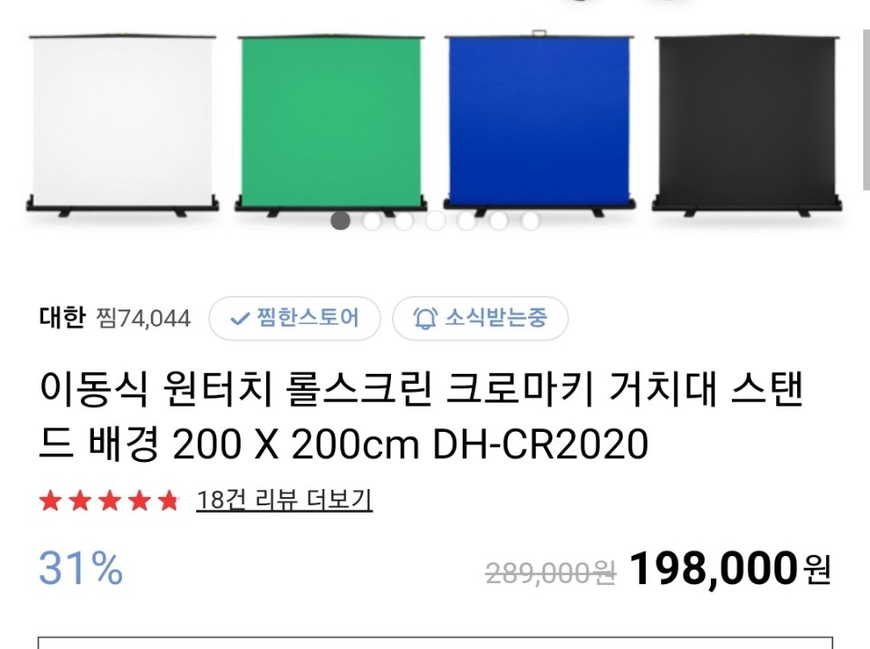 대한 찜74,044 찜한스토어 소식받는중
이동식 원터치 롤스크린 크로마키 거치대 스탠
드 배경 200 X 200cm DH-CR2020
18건 리뷰 더보기
31% 289,000원 198,000원